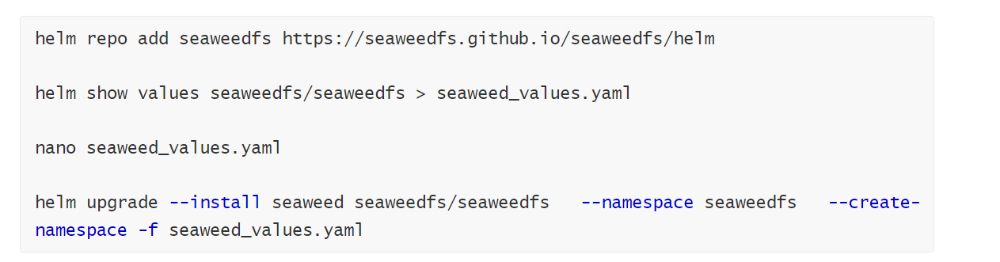 helm repo add seaweedfs https://seaweedfs.github.io/seaweedfs/helm
helm show values seaweedfs/seaweedfs > seaweed_values.yaml
nano seaweed_values.yaml
helm upgrade --install seaweed seaweedfs/seaweedfs   --namespace seaweedfs   --create-
namespace -f seaweed_values.yaml